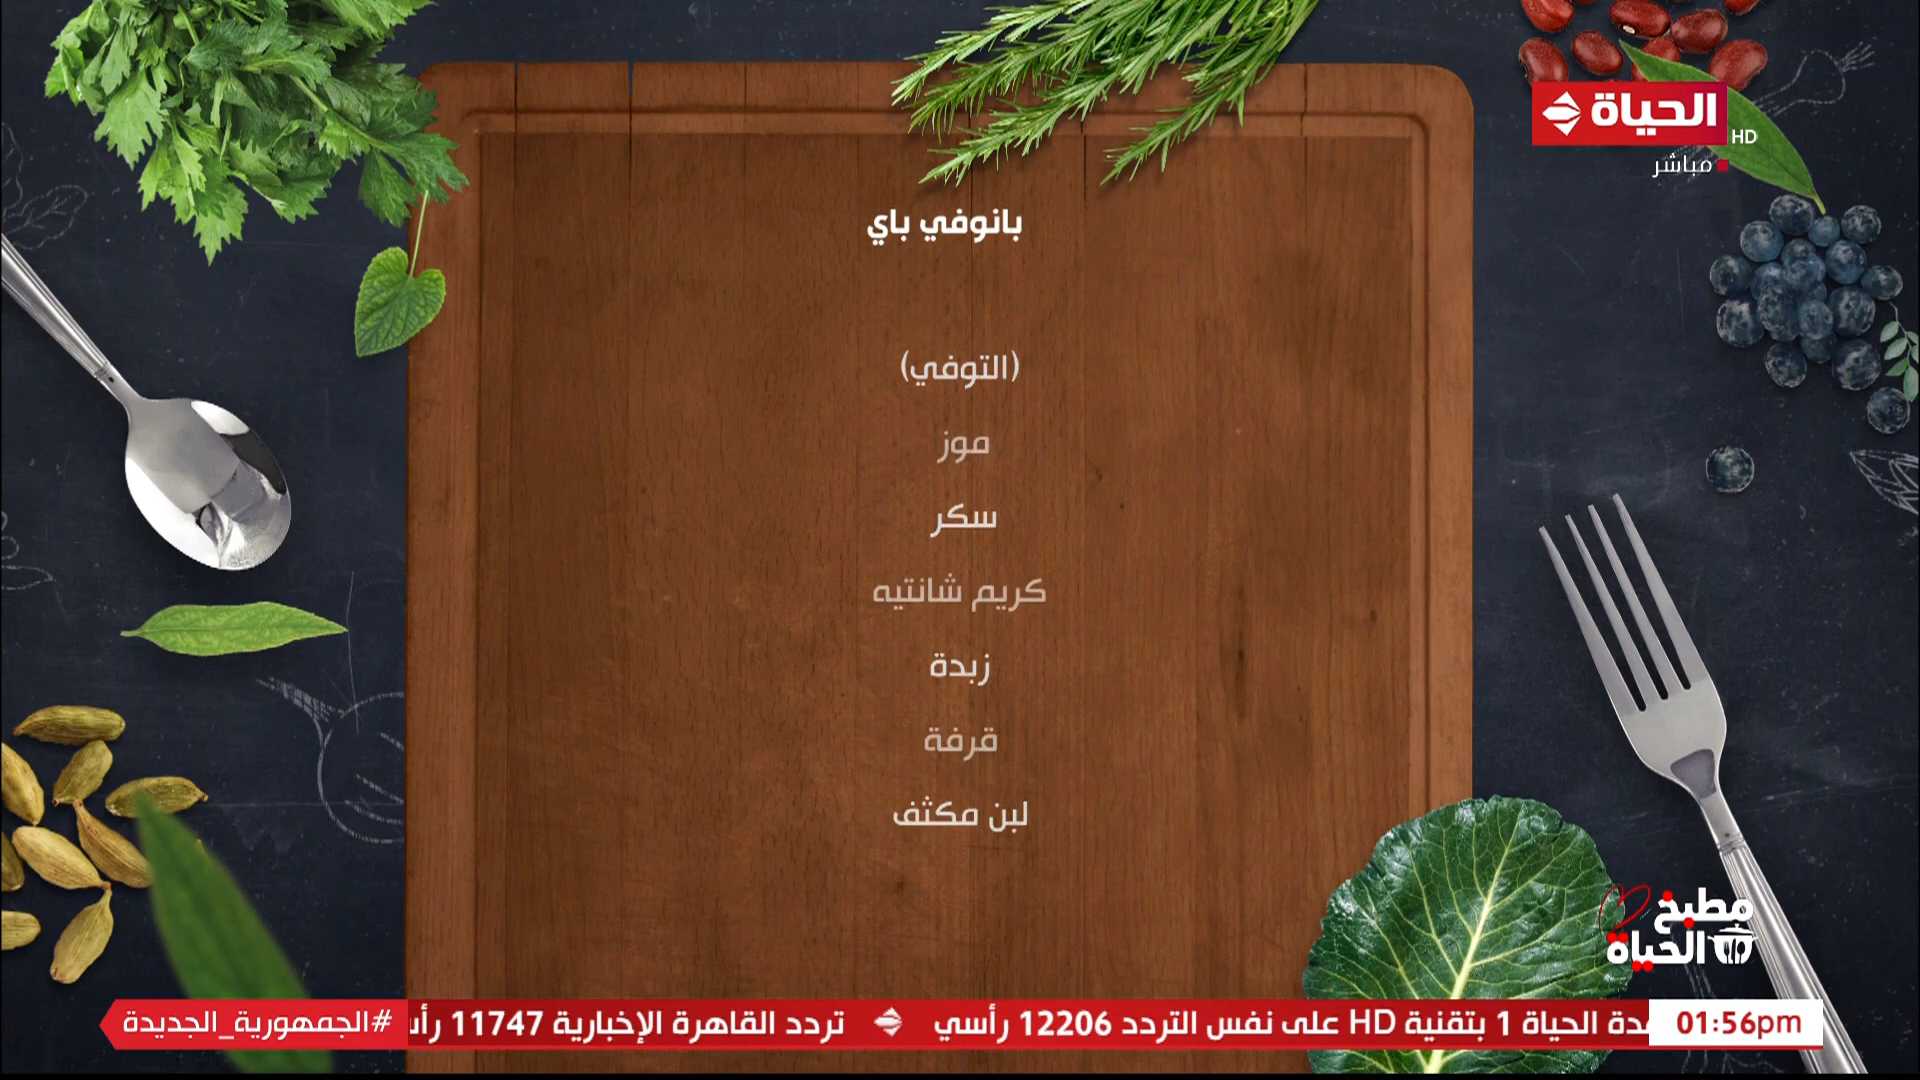 الحياة
HD
مباشر
بانوفي باي
(التوفي)
موز
سكر
كريم شانتيه
زبدة
قرفة
لبن مكثف
مطبخ
الحياة
01:56pm
الحياة 1 بتقنية HD على نفس التردد 12206 رأسي
تردد القاهرة الإخبارية 11747
#الجمهورية_الجديدة